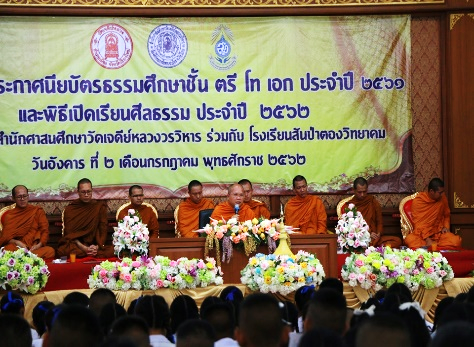 ประกาศนียบัตรธรรมศึกษาชั้น ตรี โท เอก ประจำปี ๒๕๖๑
และพิธีเปิดเรียนศีลธรรม ประจำปี ๒๕๖๒
สำนักศาสนศึกษาวัดเจดีย์หลวงวรวิหาร ร่วมกับ โรงเรียนสันป่าตองวิทยาคม
วันอังคาร ที่ ๒ เดือนกรกฎาคม พุทธศักราช ๒๕๖๒